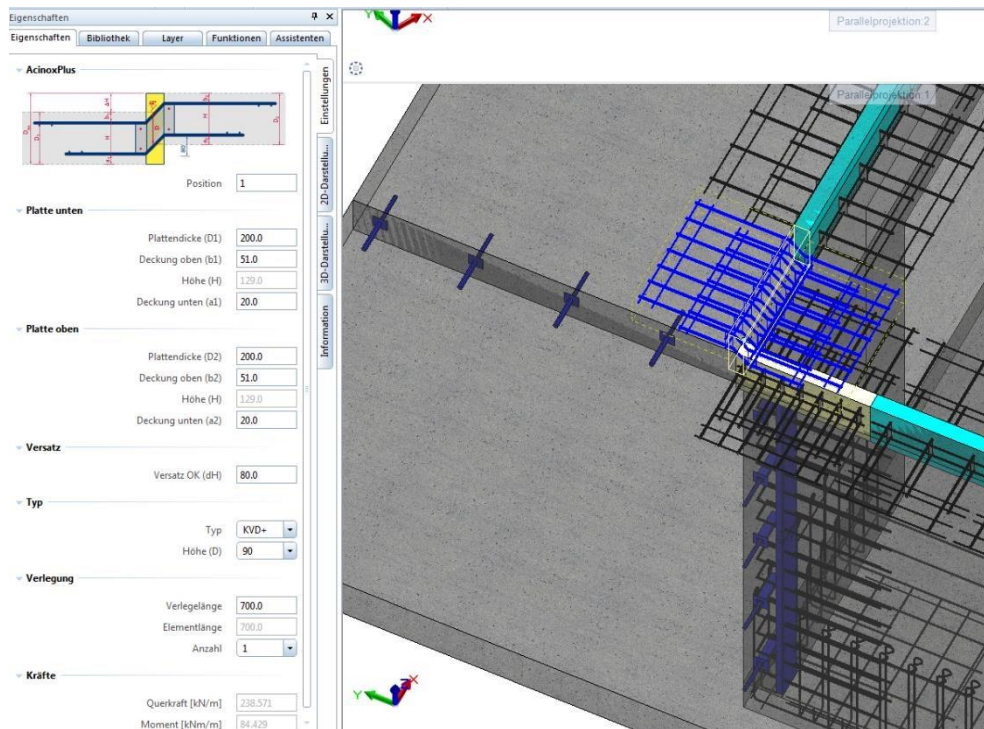 Eigenschaften
Eigenschaften Bibliothek Layer Funktionen Assistenten
AcinoxPlus
Position 1
Platte unten
Plattendicke (D1) 200.0
Deckung oben (b1) 51.0
Höhe (H) 129.0
Deckung unten (a1) 20.0
Platte oben
Plattendicke (D2) 200.0
Deckung oben (b2) 51.0
Höhe (H) 129.0
Deckung unten (a2) 20.0
Versatz
Versatz OK (dH) 80.0
Typ
Typ KVD+
Höhe (D) 90
Verlegung
Verlegelänge 700.0
Elementlänge 700.0
Anzahl 1
Kräfte
Querkraft [kN/m] 238.571
Moment [kNm/m] 84.429
Einstellungen
2D-Darstellu...
3D-Darstellu...
Information
Parallelprojektion:2
Parallelprojektion:1
Y X
Y X